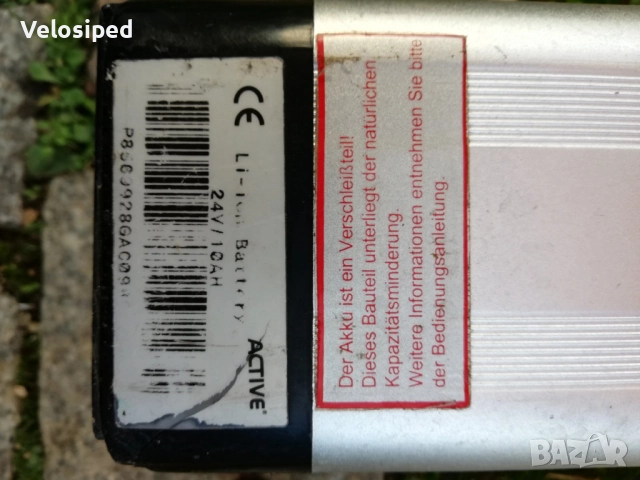 Velosiped
CE
Li-Ion Battery
ACTIVE®
24V/10AH
Der Akku ist ein Verschleißteil!
Dieses Bauteil unterliegt der natürlichen
Kapazitätsminderung.
Weitere Informationen entnehmen Sie bitte
der Bedienungsanleitung.
BAZAR